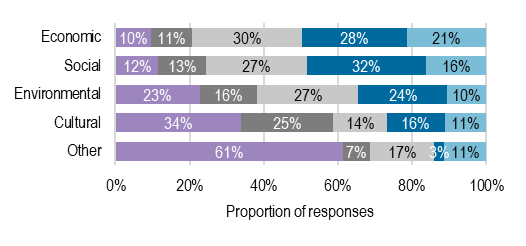 Economic 10% 11% 30% 28% 21%
Social 12% 13% 27% 32% 16%
Environmental 23% 16% 27% 24% 10%
Cultural 34% 25% 14% 16% 11%
Other 61% 7% 17% 3% 11%
0% 20% 40% 60% 80% 100%
Proportion of responses